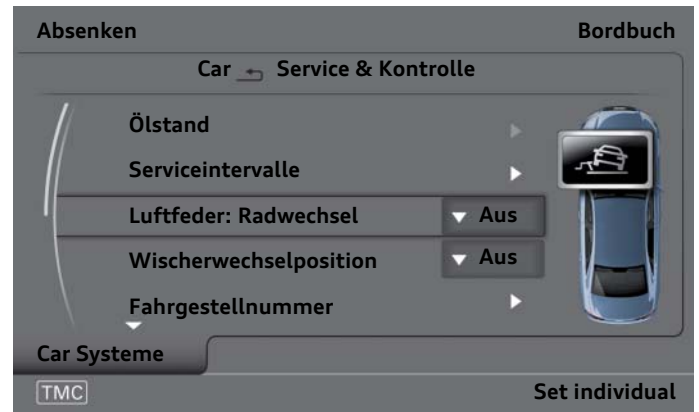 Absenken Bordbuch
Car Service & Kontrolle
Ölstand
Serviceintervalle
Luftfeder: Radwechsel Aus
Wischerwechselposition Aus
Fahrgestellnummer
Car Systeme
TMC Set individual